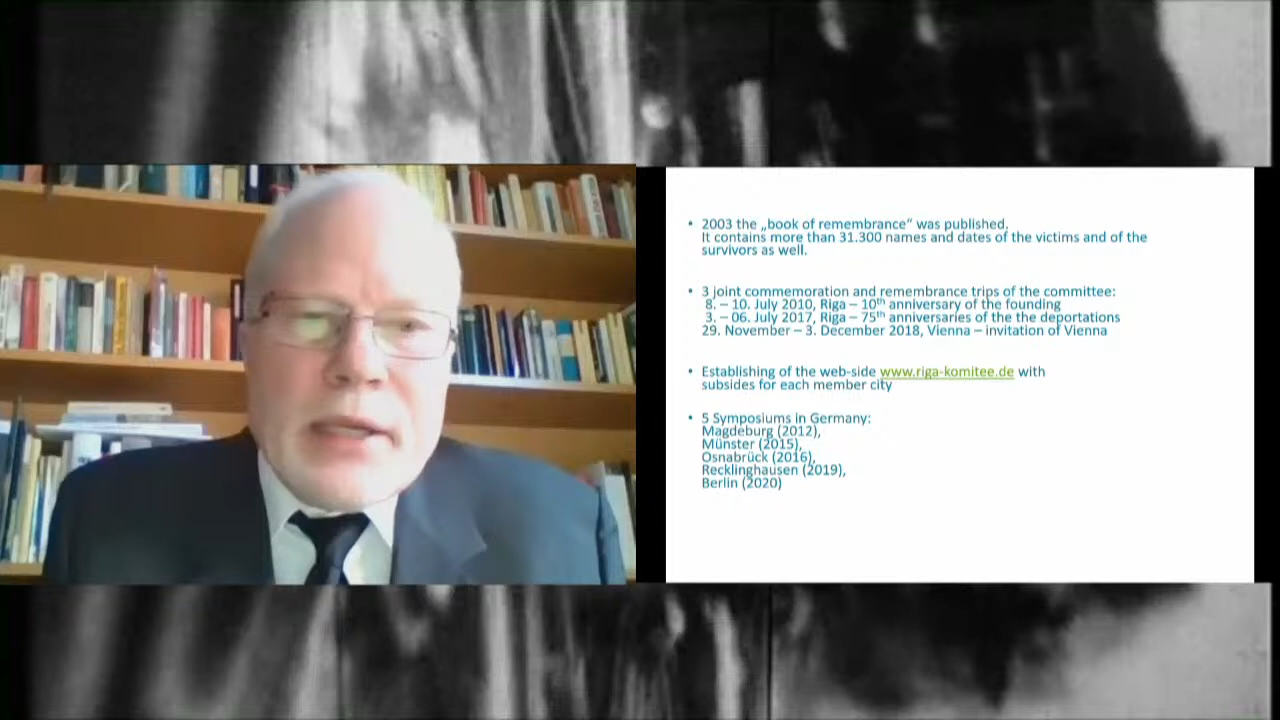 • 2003 the „book of remembrance“ was published.
It contains more than 31.300 names and dates of the victims and of the
survivors as well.
• 3 joint commemoration and remembrance trips of the committee:
8. – 10. July 2010, Riga – 10th anniversary of the founding
3. – 06. July 2017, Riga – 75th anniversaries of the the deportations
29. November – 3. December 2018, Vienna – invitation of Vienna
• Establishing of the web-side www.riga-komitee.de with
subsides for each member city
• 5 Symposiums in Germany:
Magdeburg (2012),
Münster (2015),
Osnabrück (2016),
Recklinghausen (2019),
Berlin (2020)